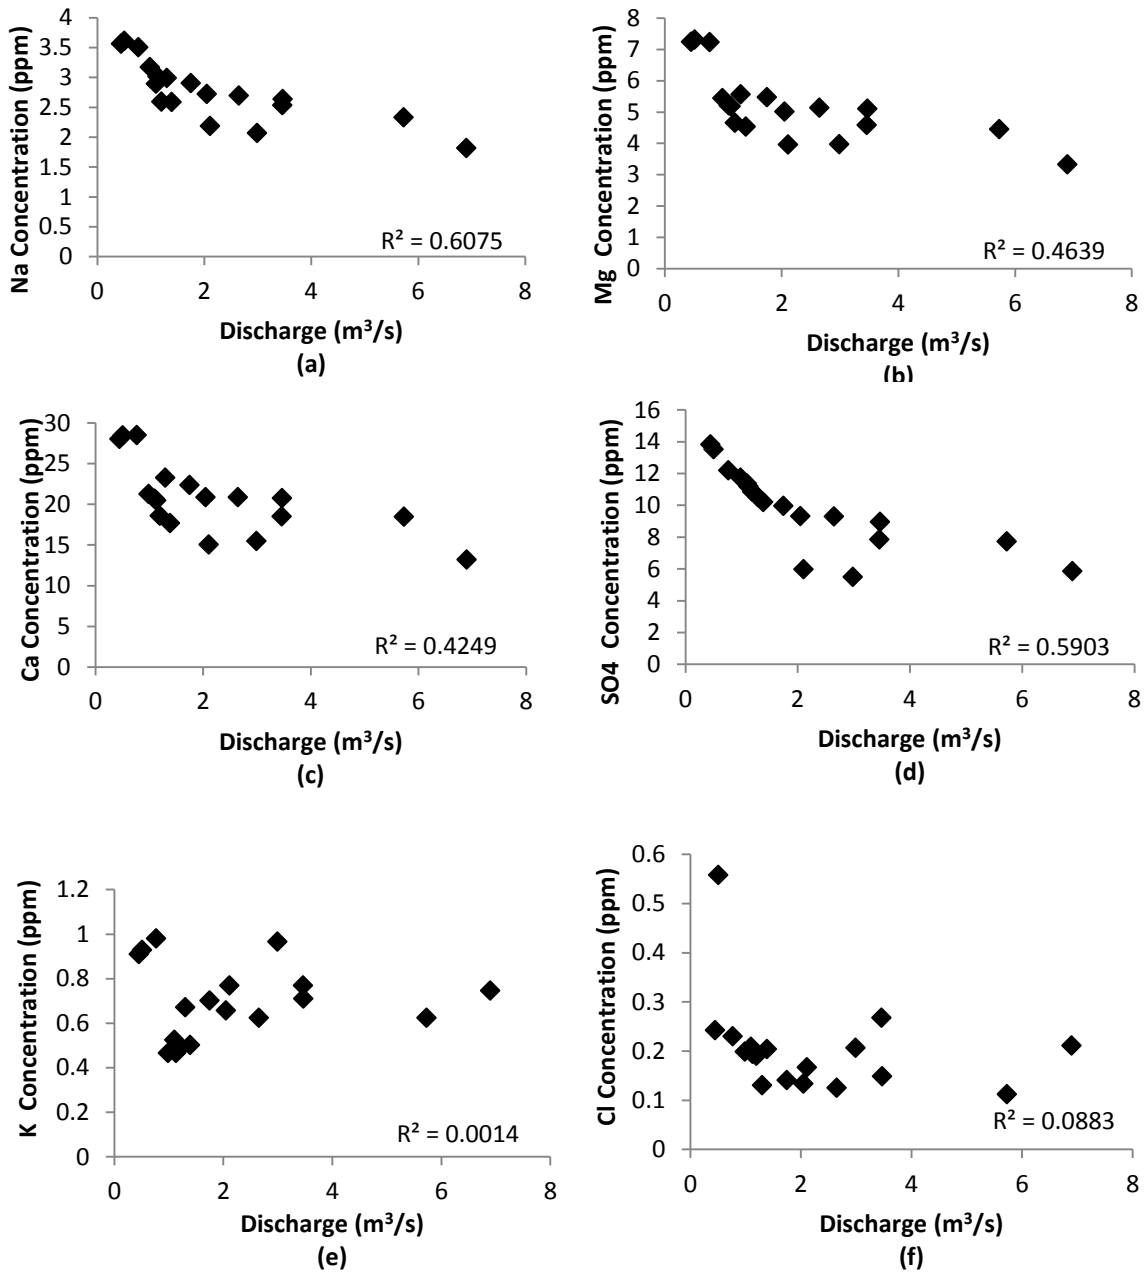 Na Concentration (ppm)
4
3.5
3
2.5
2
1.5
1
0.5
0
R² = 0.6075
0 2 4 6 8
Discharge (m³/s)
(a)
Mg Concentration (ppm)
8
7
6
5
4
3
2
1
0
R² = 0.4639
0 2 4 6 8
Discharge (m³/s)
(b)
Ca Concentration (ppm)
30
25
20
15
10
5
0
R² = 0.4249
0 2 4 6 8
Discharge (m³/s)
(c)
SO4 Concentration (ppm)
16
14
12
10
8
6
4
2
0
R² = 0.5903
0 2 4 6 8
Discharge (m³/s)
(d)
K Concentration (ppm)
1.2
1
0.8
0.6
0.4
0.2
0
R² = 0.0014
0 2 4 6 8
Discharge (m³/s)
(e)
Cl Concentration (ppm)
0.6
0.5
0.4
0.3
0.2
0.1
0
R² = 0.0883
0 2 4 6 8
Discharge (m³/s)
(f)